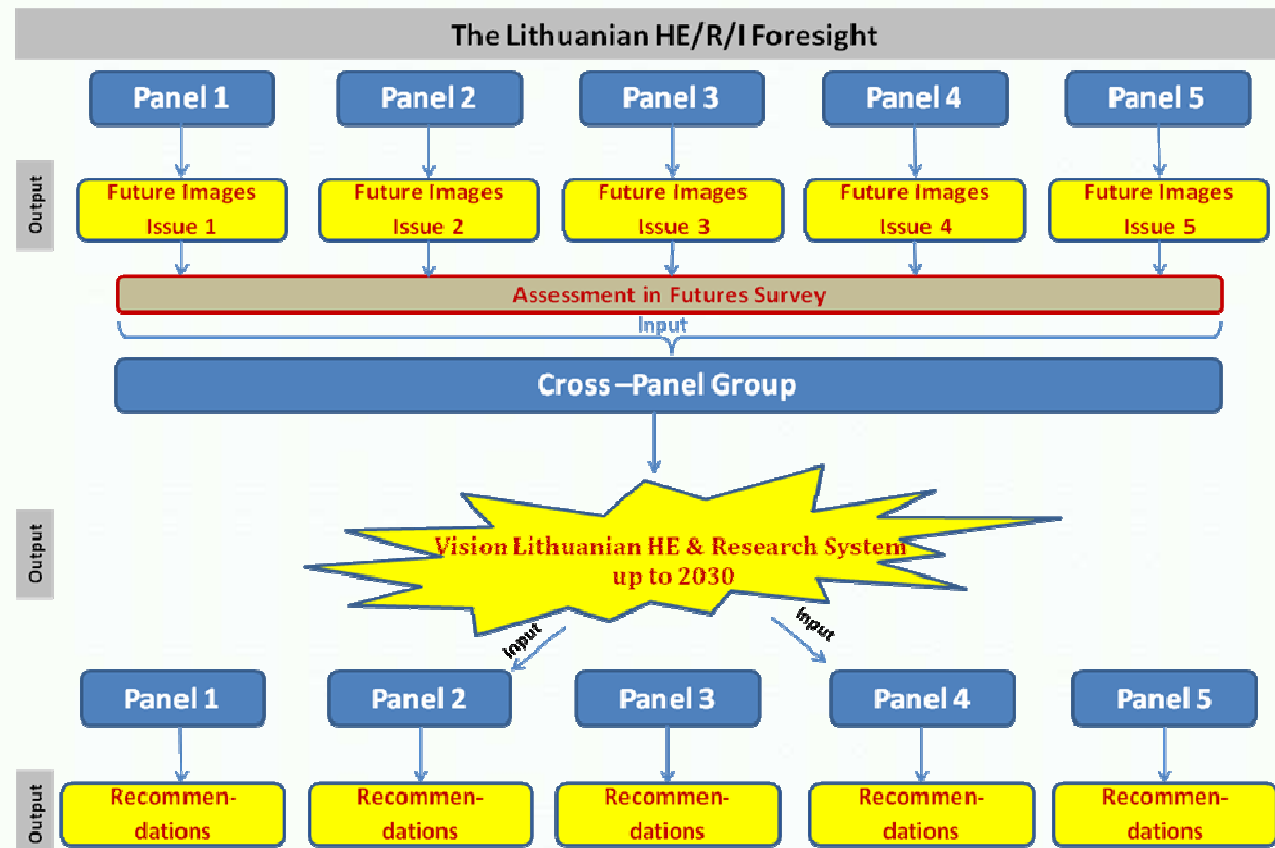 The Lithuanian HE/R/I Foresight
Panel 1
Panel 2
Panel 3
Panel 4
Panel 5
Output
Future Images
Issue 1
Future Images
Issue 2
Future Images
Issue 3
Future Images
Issue 4
Future Images
Issue 5
Assessment in Futures Survey
Input
Cross –Panel Group
Output
Vision Lithuanian HE & Research System
up to 2030
Input
Input
Panel 1
Panel 2
Panel 3
Panel 4
Panel 5
Output
Recommen-
dations
Recommen-
dations
Recommen-
dations
Recommen-
dations
Recommen-
dations